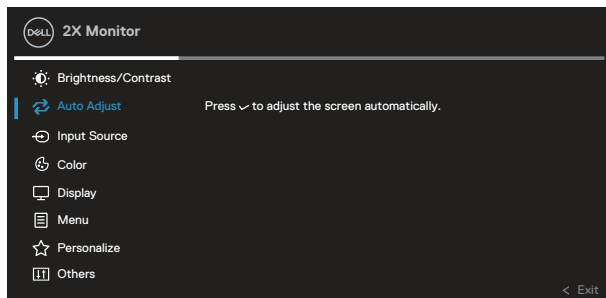 DELL 2X Monitor
Brightness/Contrast
Auto Adjust
Press ✓ to adjust the screen automatically.
Input Source
Color
Display
Menu
Personalize
Others
< Exit